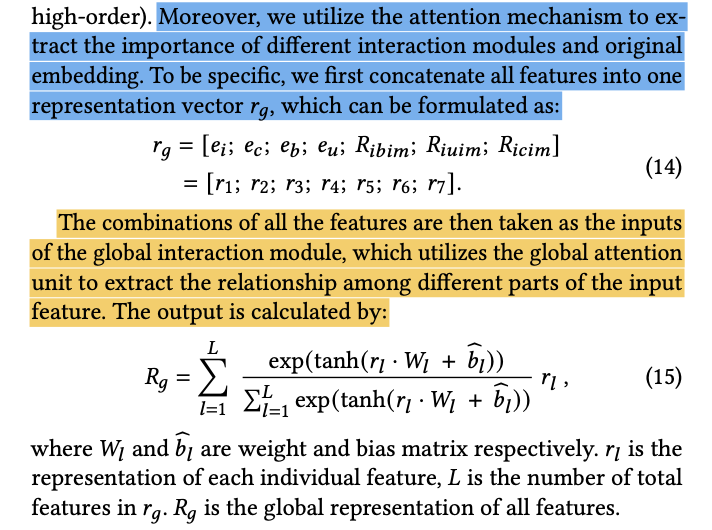 high-order). Moreover, we utilize the attention mechanism to ex-
tract the importance of different interaction modules and original
embedding. To be specific, we first concatenate all features into one
representation vector r_g, which can be formulated as:
r_g = [e_i; e_c; e_b; e_u; R_{ibim}; R_{iuim}; R_{icim}]
= [r_1; r_2; r_3; r_4; r_5; r_6; r_7].
(14)
The combinations of all the features are then taken as the inputs
of the global interaction module, which utilizes the global attention
unit to extract the relationship among different parts of the input
feature. The output is calculated by:
R_g = \sum_{l=1}^{L} \frac{\exp(\tanh(r_l \cdot W_l + \widehat{b}_l))}{\sum_{l=1}^{L} \exp(\tanh(r_l \cdot W_l + \widehat{b}_l))} r_l , (15)
where W_l and \widehat{b}_l are weight and bias matrix respectively. r_l is the
representation of each individual feature, L is the number of total
features in r_g. R_g is the global representation of all features.